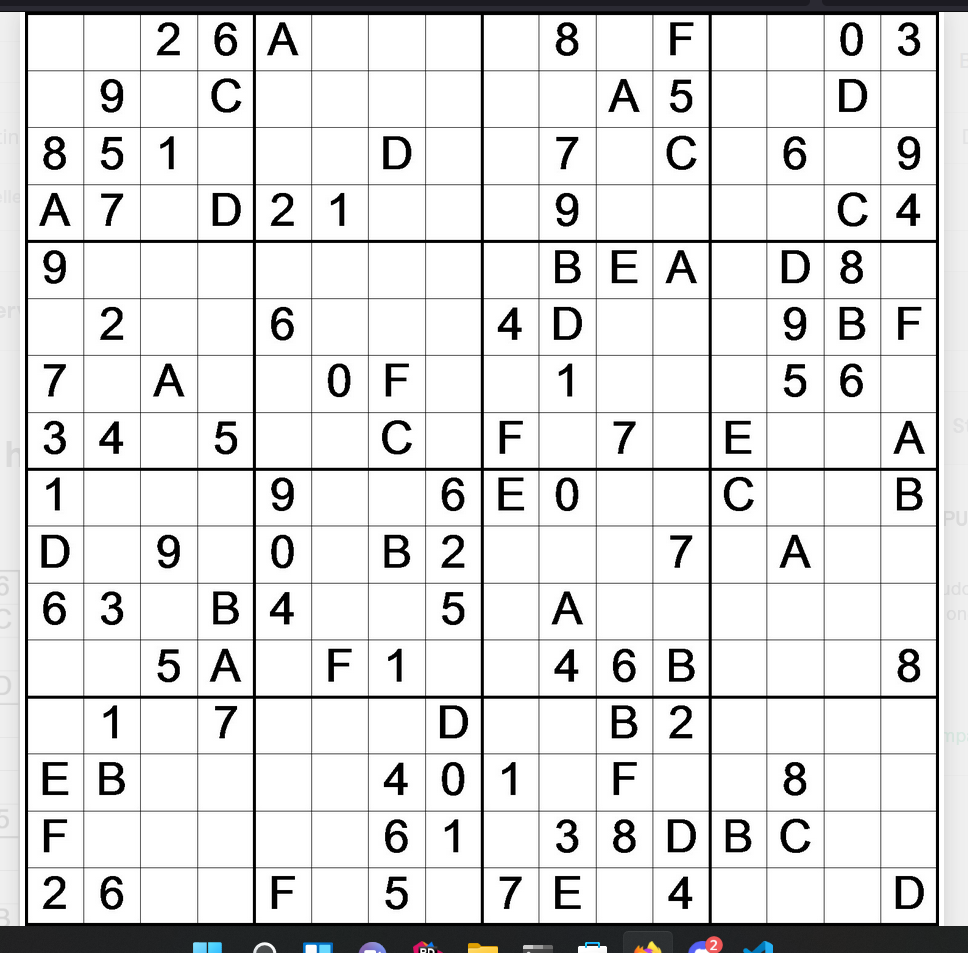 2 6 A 8 F 0 3
9 C A 5 D
8 5 1 D 7 C 6 9
A 7 D 2 1 9 C 4
9 B E A D 8
2 6 4 D 9 B F
7 A 0 F 1 5 6
3 4 5 C F 7 E A
1 9 6 E 0 C B
D 9 0 B 2 7 A
6 3 B 4 5 A
5 A F 1 4 6 B 8
1 7 D B 2
E B 4 0 1 F 8
F 6 1 3 8 D B C
2 6 F 5 7 E 4 D
2